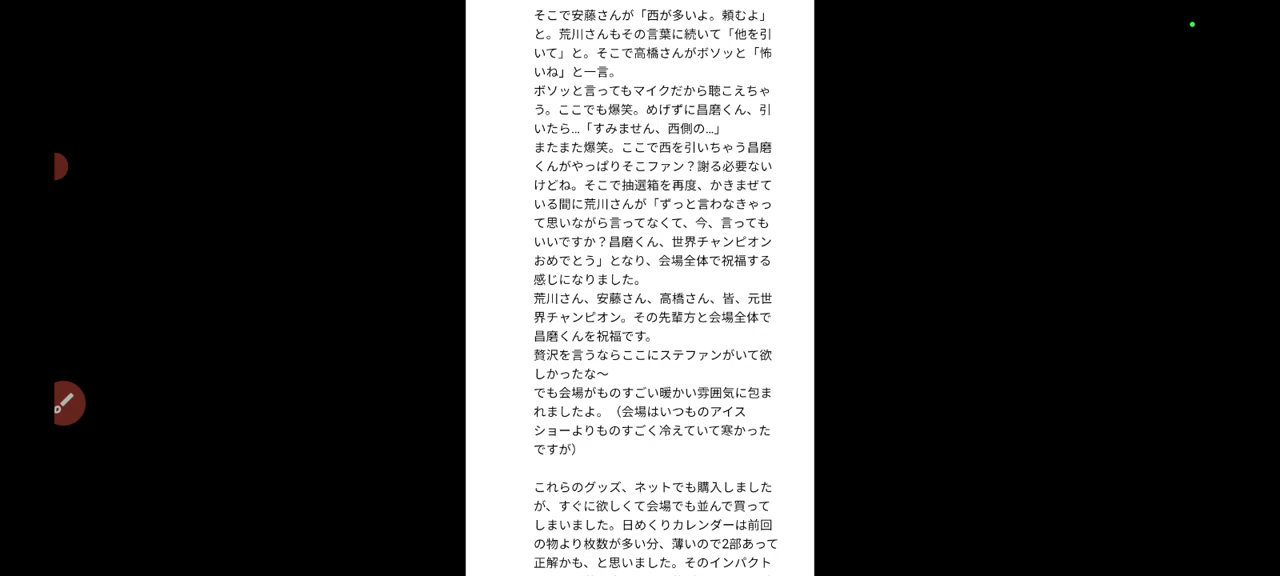 そこで安藤さんが「西が多いよ。頼むよ」
と。荒川さんもその言葉に続いて「他を引
いて」と。そこで高橋さんがボソッと「怖
いね」と一言。
ボソッと言ってもマイクだから聴こえちゃ
う。ここでも爆笑。めげずに昌磨くん、引
いたら…「すみません、西側の…」
またまた爆笑。ここで西を引いちゃう昌磨
くんがやっぱりそこファン？謝る必要ない
けどね。そこで抽選箱を再度、かきまぜて
いる間に荒川さんが「ずっと言わなきゃっ
て思いながら言ってなくて、今、言っても
いいですか？昌磨くん、世界チャンピオン
おめでとう」となり、会場全体で祝福する
感じになりました。
荒川さん、安藤さん、高橋さん、皆、元世
界チャンピオン。その先輩方と会場全体で
昌磨くんを祝福です。
贅沢を言うならここにステファンがいて欲
しかったな〜
でも会場がものすごい暖かい雰囲気に包ま
れましたよ。（会場はいつものアイス
ショーよりものすごく冷えていて寒かった
ですが）
これらのグッズ、ネットでも購入しました
が、すぐに欲しくて会場でも並んで買って
しまいました。日めくりカレンダーは前回
の物より枚数が多い分、薄いので2部あって
正解かも、と思いました。そのインパクト